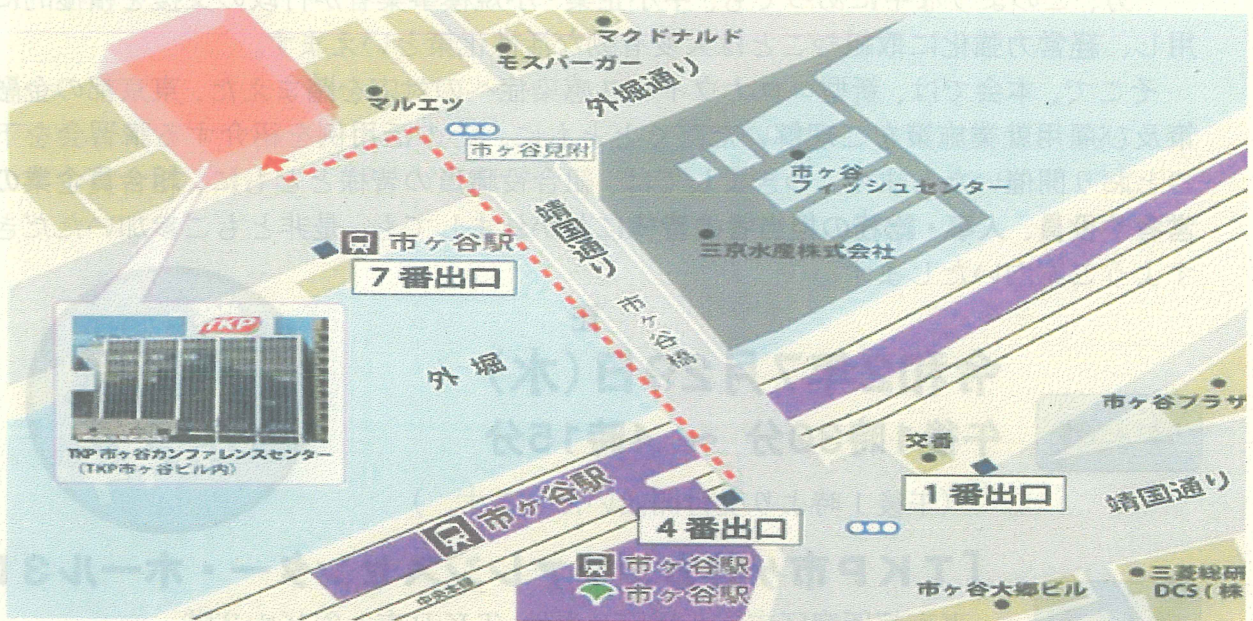 マクドナルド
モスバーガー
外堀通り
マルエツ
市ヶ谷見附
市ヶ谷
フィッシュセンター
靖国通り
三京水産株式会社
市ヶ谷駅
7番出口
市ヶ谷橋
外堀
TKP
TKP市ヶ谷カンファレンスセンター
(TKP市ヶ谷ビル内)
市ヶ谷プラザ
交番
1番出口
靖国通り
市ヶ谷駅
4番出口
市ヶ谷駅
市ヶ谷駅
中央本線
市ヶ谷大郷ビル
三菱総研
DCS(株